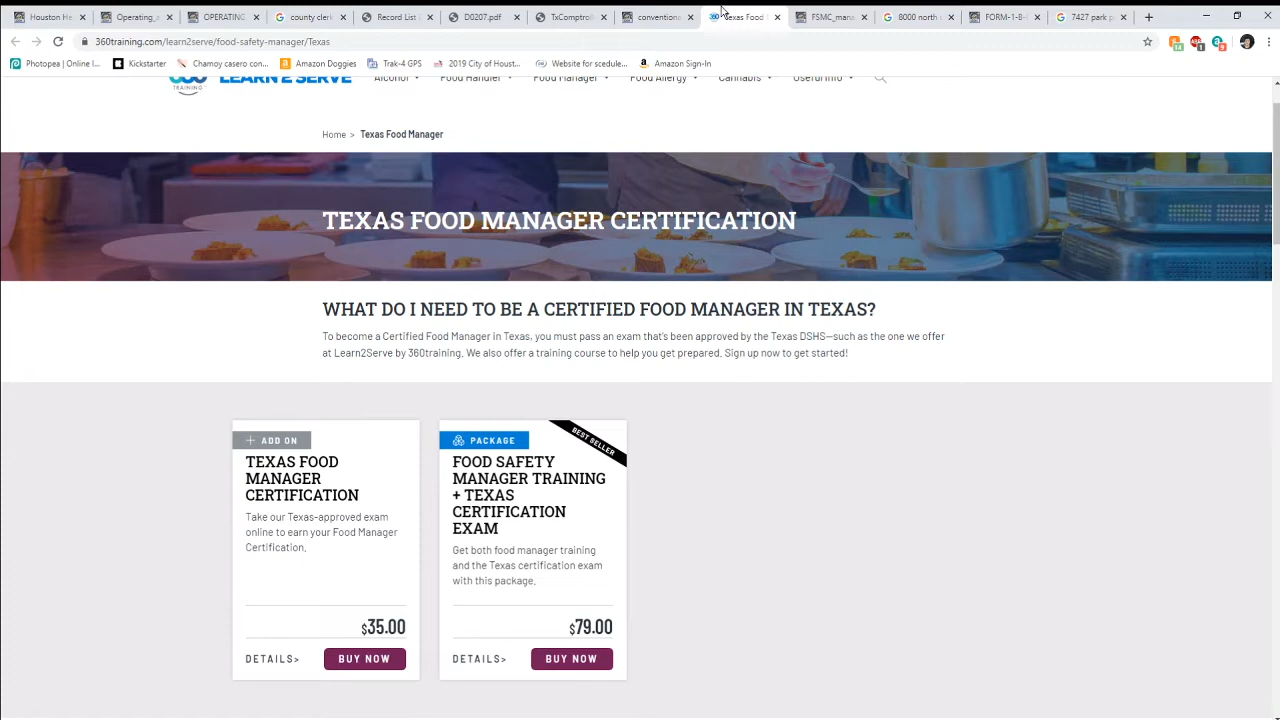 Houston He
Operating_
OPERATING
county clerk
Record List
D0207.pdf
TxComptroll
conventiona
Texas Food
FSMC_mana
8000 north
FORM-1-8-
7427 park p
360training.com/learn2serve/food-safety-manager/Texas
14
1
9
Photopea | Online I...
Kickstarter
Chamoy casero con...
Amazon Doggies
Trak-4 GPS
2019 City of Houst...
Website for scedule...
Amazon Sign-In
TRAINING
LEARN2SERVE
Alcohol
Food Handler
Food Manager
Food Allergy
Cannabis
Useful Info
Home > Texas Food Manager
TEXAS FOOD MANAGER CERTIFICATION
WHAT DO I NEED TO BE A CERTIFIED FOOD MANAGER IN TEXAS?
To become a Certified Food Manager in Texas, you must pass an exam that's been approved by the Texas DSHS—such as the one we offer
at Learn2Serve by 360training. We also offer a training course to help you get prepared. Sign up now to get started!
+ ADD ON
TEXAS FOOD
MANAGER
CERTIFICATION
Take our Texas-approved exam
online to earn your Food Manager
Certification.
$35.00
DETAILS>
BUY NOW
PACKAGE
BEST SELLER
FOOD SAFETY
MANAGER TRAINING
+ TEXAS
CERTIFICATION
EXAM
Get both food manager training
and the Texas certification exam
with this package.
$79.00
DETAILS>
BUY NOW